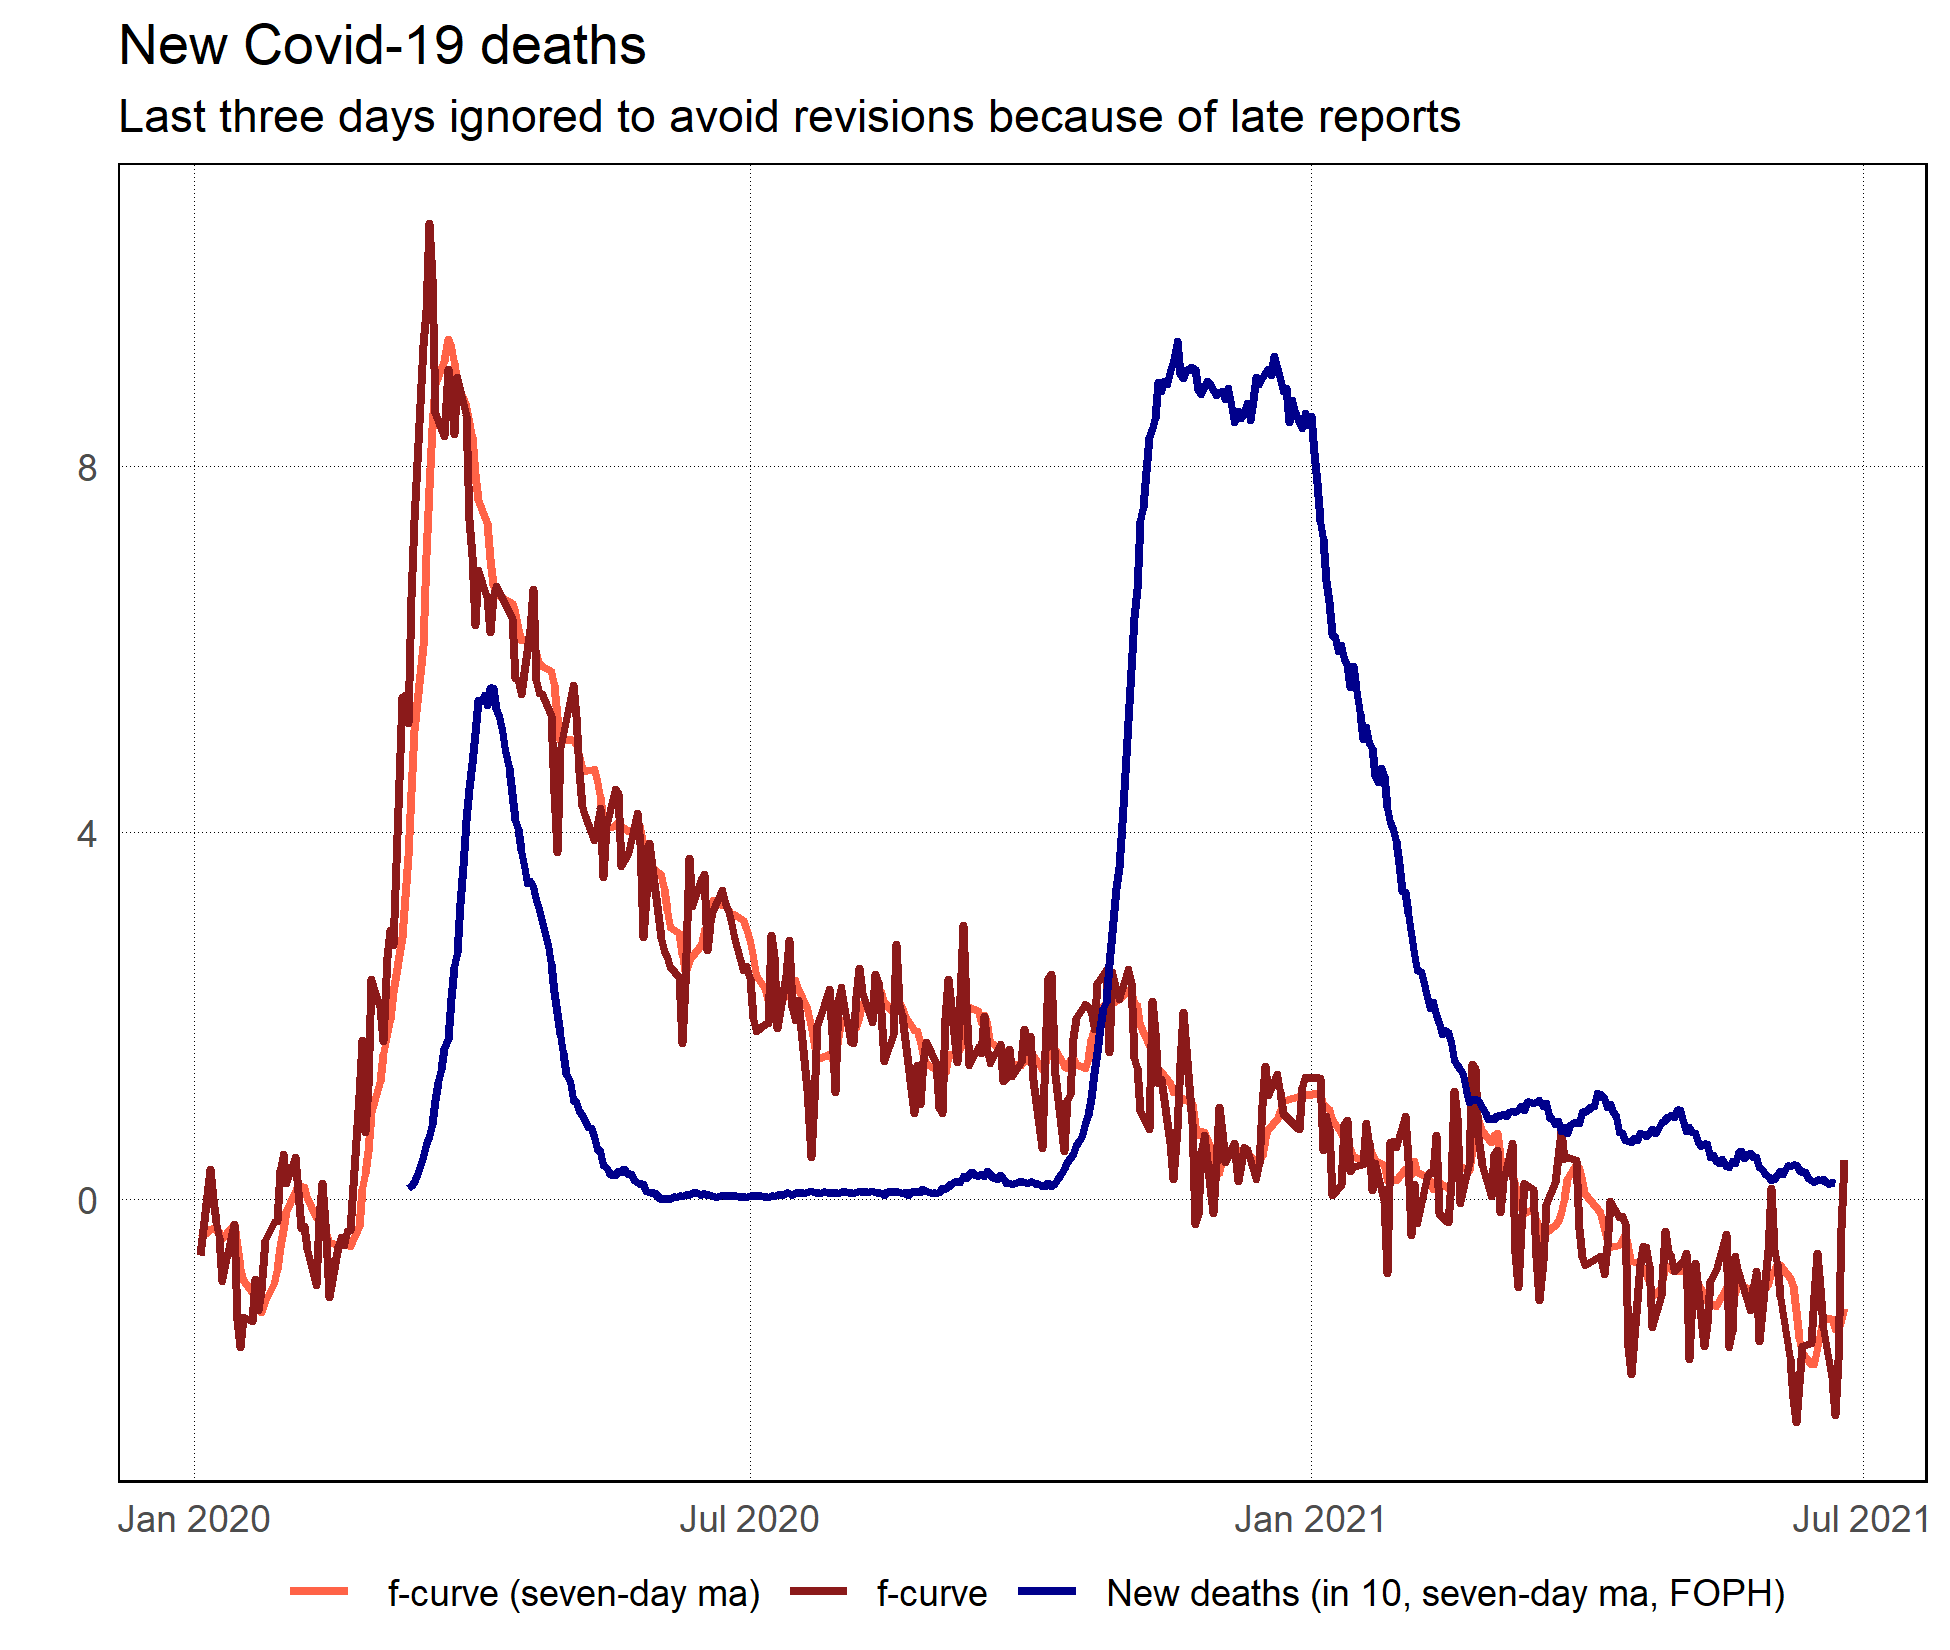 New Covid-19 deaths
Last three days ignored to avoid revisions because of late reports
8
4
0
Jan 2020 Jul 2020 Jan 2021 Jul 2021
f-curve (seven-day ma) f-curve New deaths (in 10, seven-day ma, FOPH)